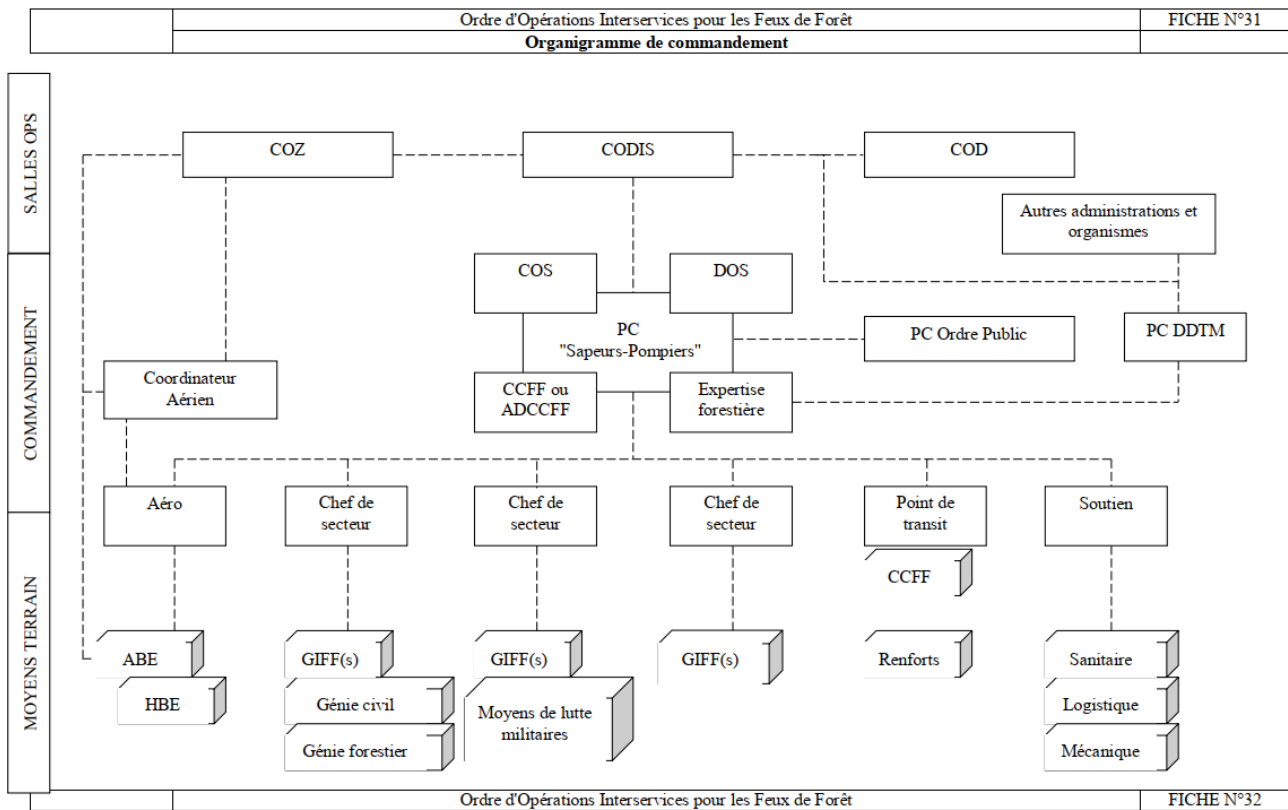 Ordre d'Opérations Interservices pour les Feux de Forêt
FICHE N°31
Organigramme de commandement
SALLES OPS
COZ
CODIS
COD
Autres administrations et
organismes
COMMANDEMENT
COS
DOS
PC
"Sapeurs-Pompiers"
PC Ordre Public
PC DDTM
Coordinateur
Aérien
CCFF ou
ADCCFF
Expertise
forestière
Aéro
Chef de
secteur
Chef de
secteur
Chef de
secteur
Point de
transit
Soutien
MOYENS TERRAIN
CCFF
ABE
GIFF(s)
GIFF(s)
GIFF(s)
Renforts
Sanitaire
HBE
Génie civil
Moyens de lutte
militaires
Logistique
Génie forestier
Mécanique
Ordre d'Opérations Interservices pour les Feux de Forêt
FICHE N°32